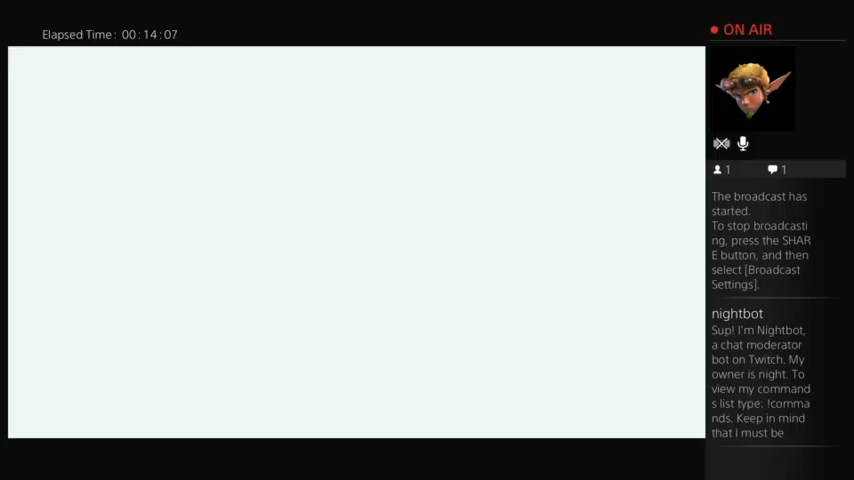 Elapsed Time: 00:14:07
ON AIR
1
1
The broadcast has
started.
To stop broadcasti
ng, press the SHAR
E button, and then
select [Broadcast
Settings].
nightbot
Sup! I'm Nightbot,
a chat moderator
bot on Twitch. My
owner is night. To
view my command
s list type: !comma
nds. Keep in mind
that I must be